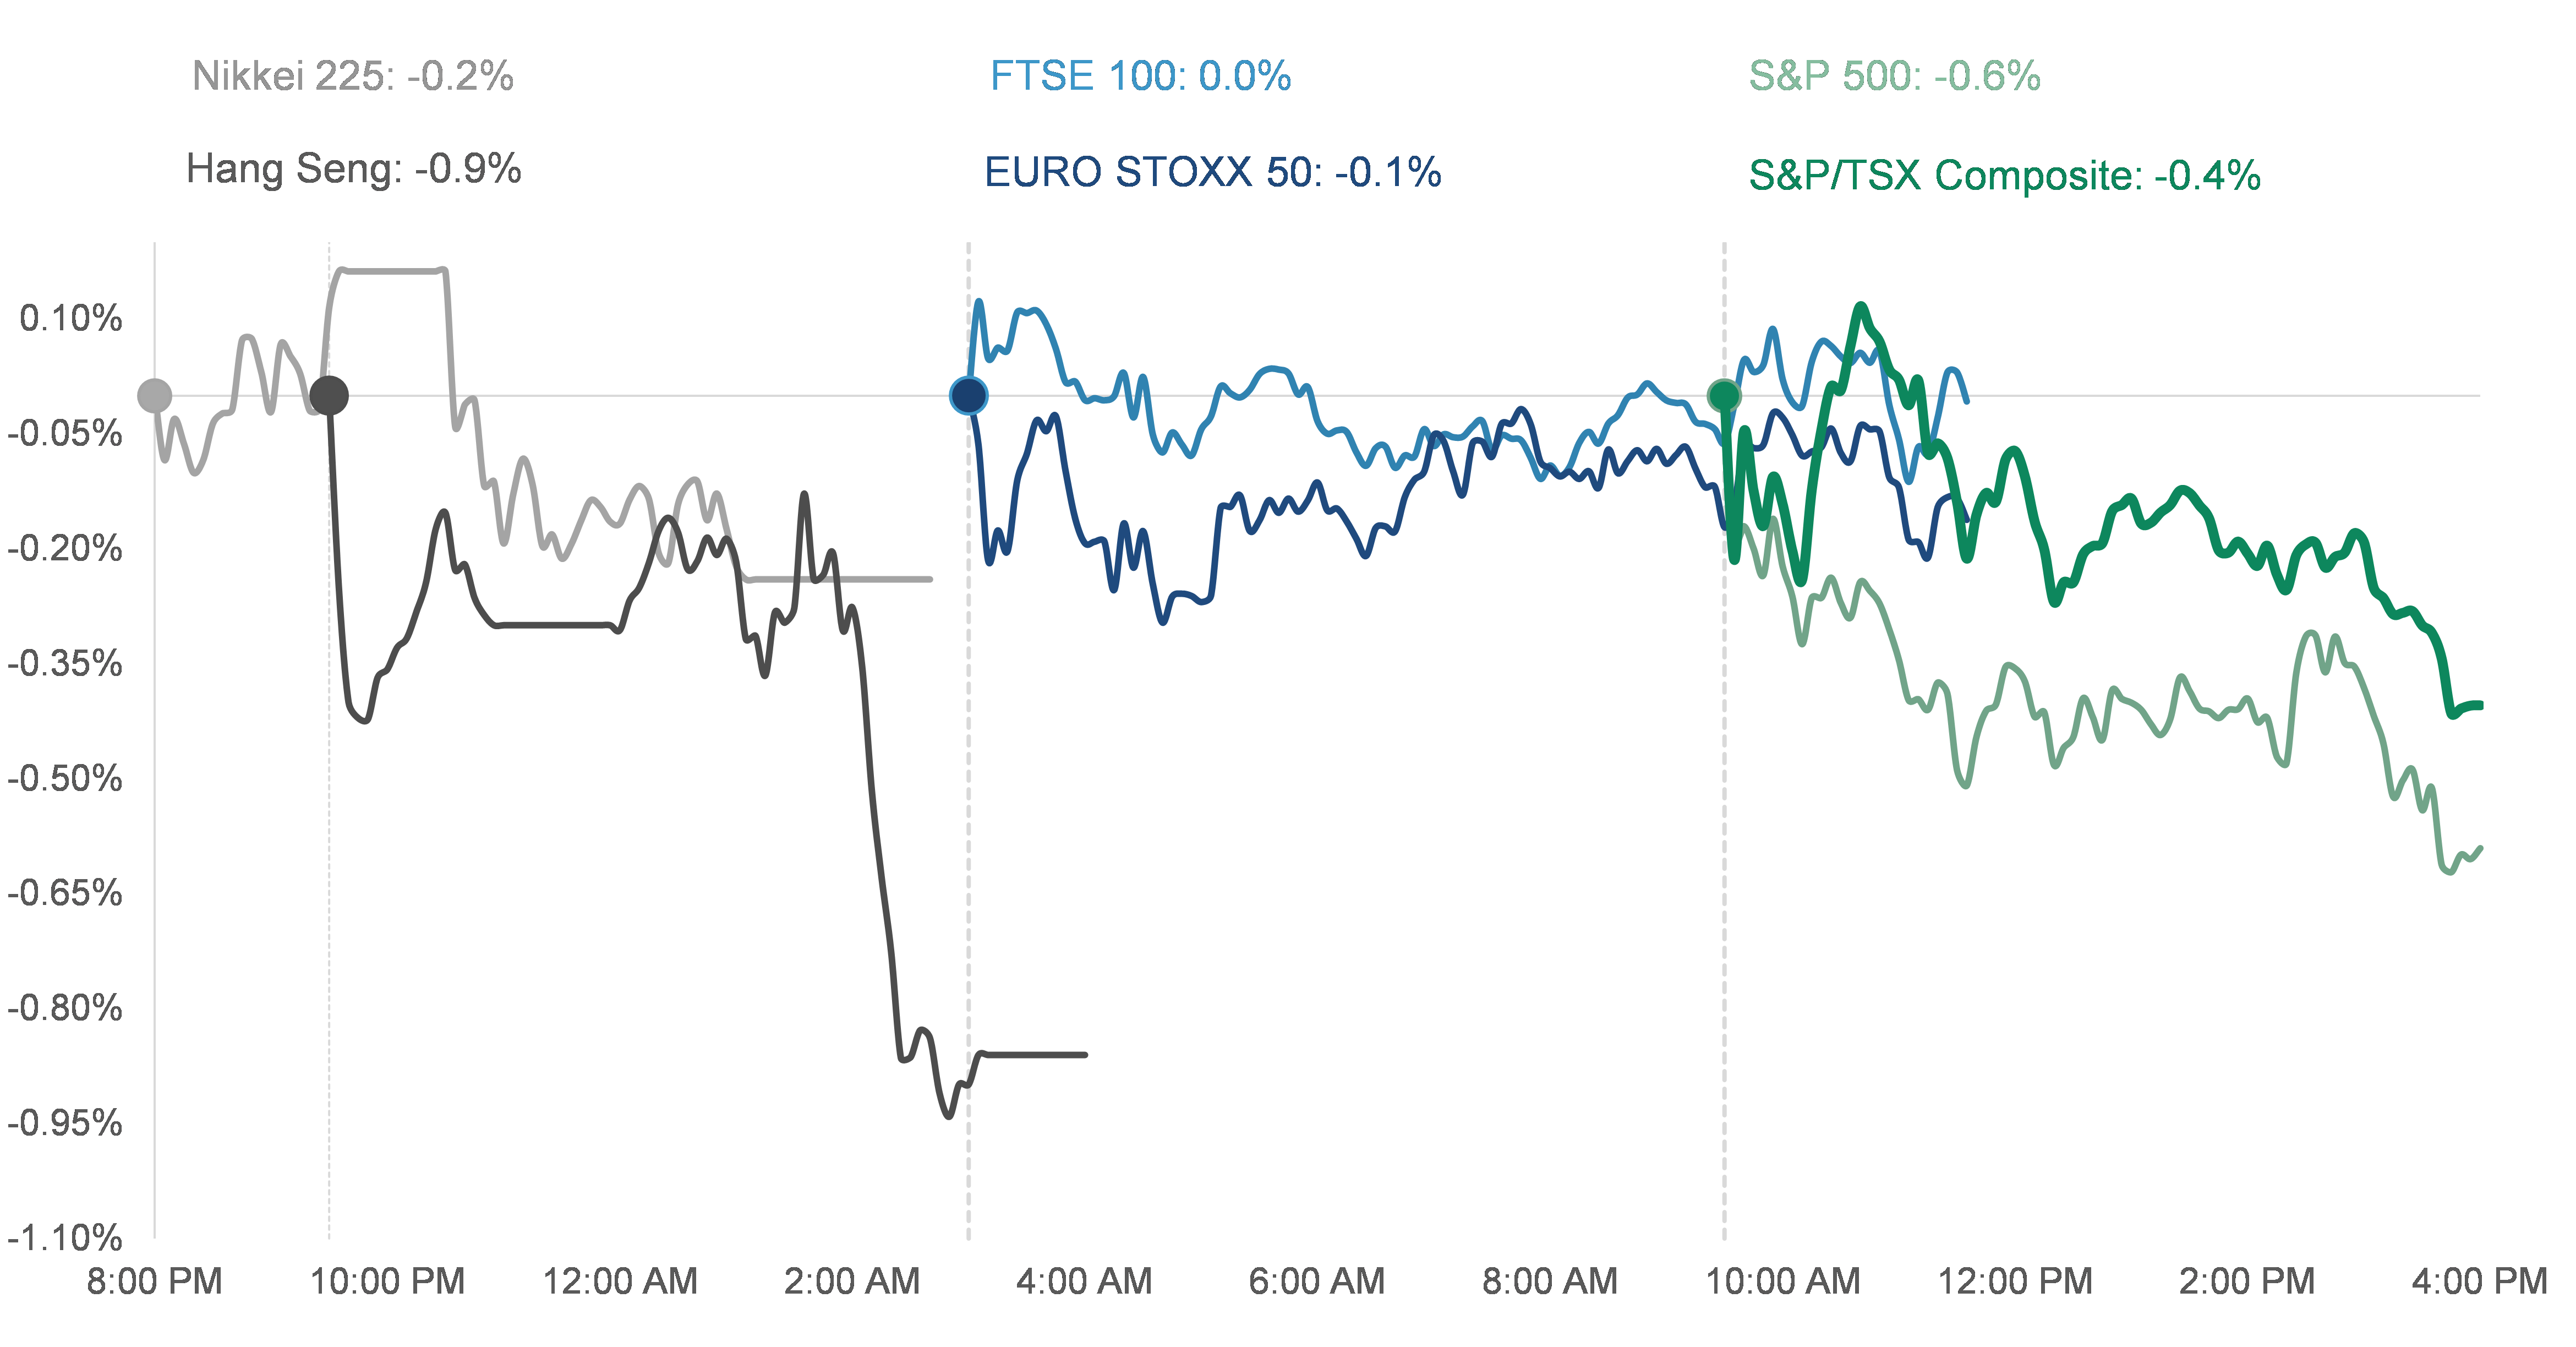 Nikkei 225: -0.2%
FTSE 100: 0.0%
S&P 500: -0.6%
Hang Seng: -0.9%
EURO STOXX 50: -0.1%
S&P/TSX Composite: -0.4%
0.10%
-0.05%
-0.20%
-0.35%
-0.50%
-0.65%
-0.80%
-0.95%
-1.10%
8:00 PM
10:00 PM
12:00 AM
2:00 AM
4:00 AM
6:00 AM
8:00 AM
10:00 AM
12:00 PM
2:00 PM
4:00 PM